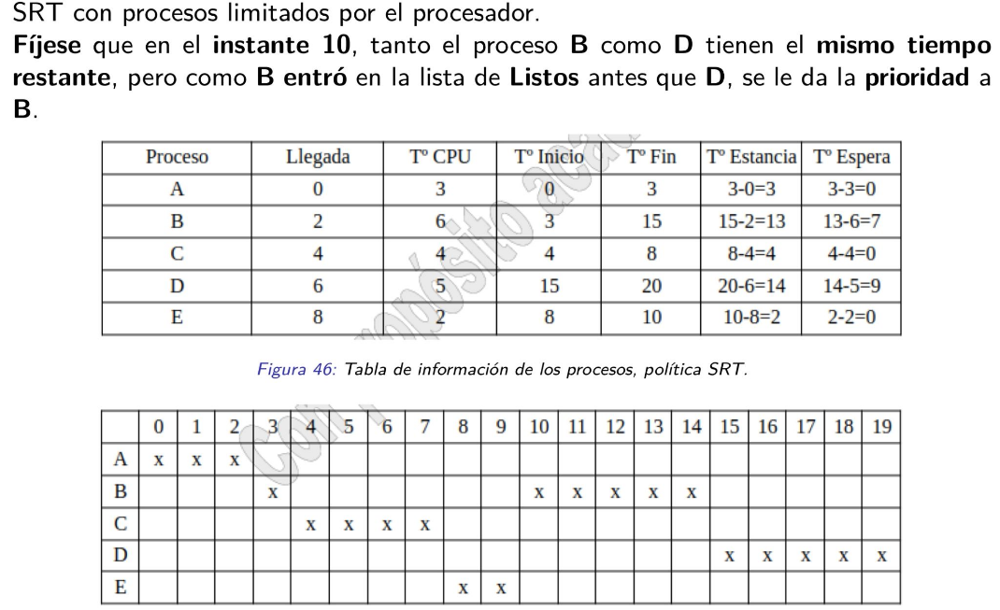 SRT con procesos limitados por el procesador.
Fíjese que en el instante 10, tanto el proceso B como D tienen el mismo tiempo
restante, pero como B entró en la lista de Listos antes que D, se le da la prioridad a
B.
Proceso Llegada Tº CPU Tº Inicio Tº Fin Tº Estancia Tº Espera
A 0 3 0 3 3-0=3 3-3=0
B 2 6 3 15 15-2=13 13-6=7
C 4 4 4 8 8-4=4 4-4=0
D 6 5 15 20 20-6=14 14-5=9
E 8 2 8 10 10-8=2 2-2=0
Figura 46: Tabla de información de los procesos, política SRT.
0 1 2 3 4 5 6 7 8 9 10 11 12 13 14 15 16 17 18 19
A x x x
B x x x x x x
C x x x x
D x x x x x
E x x